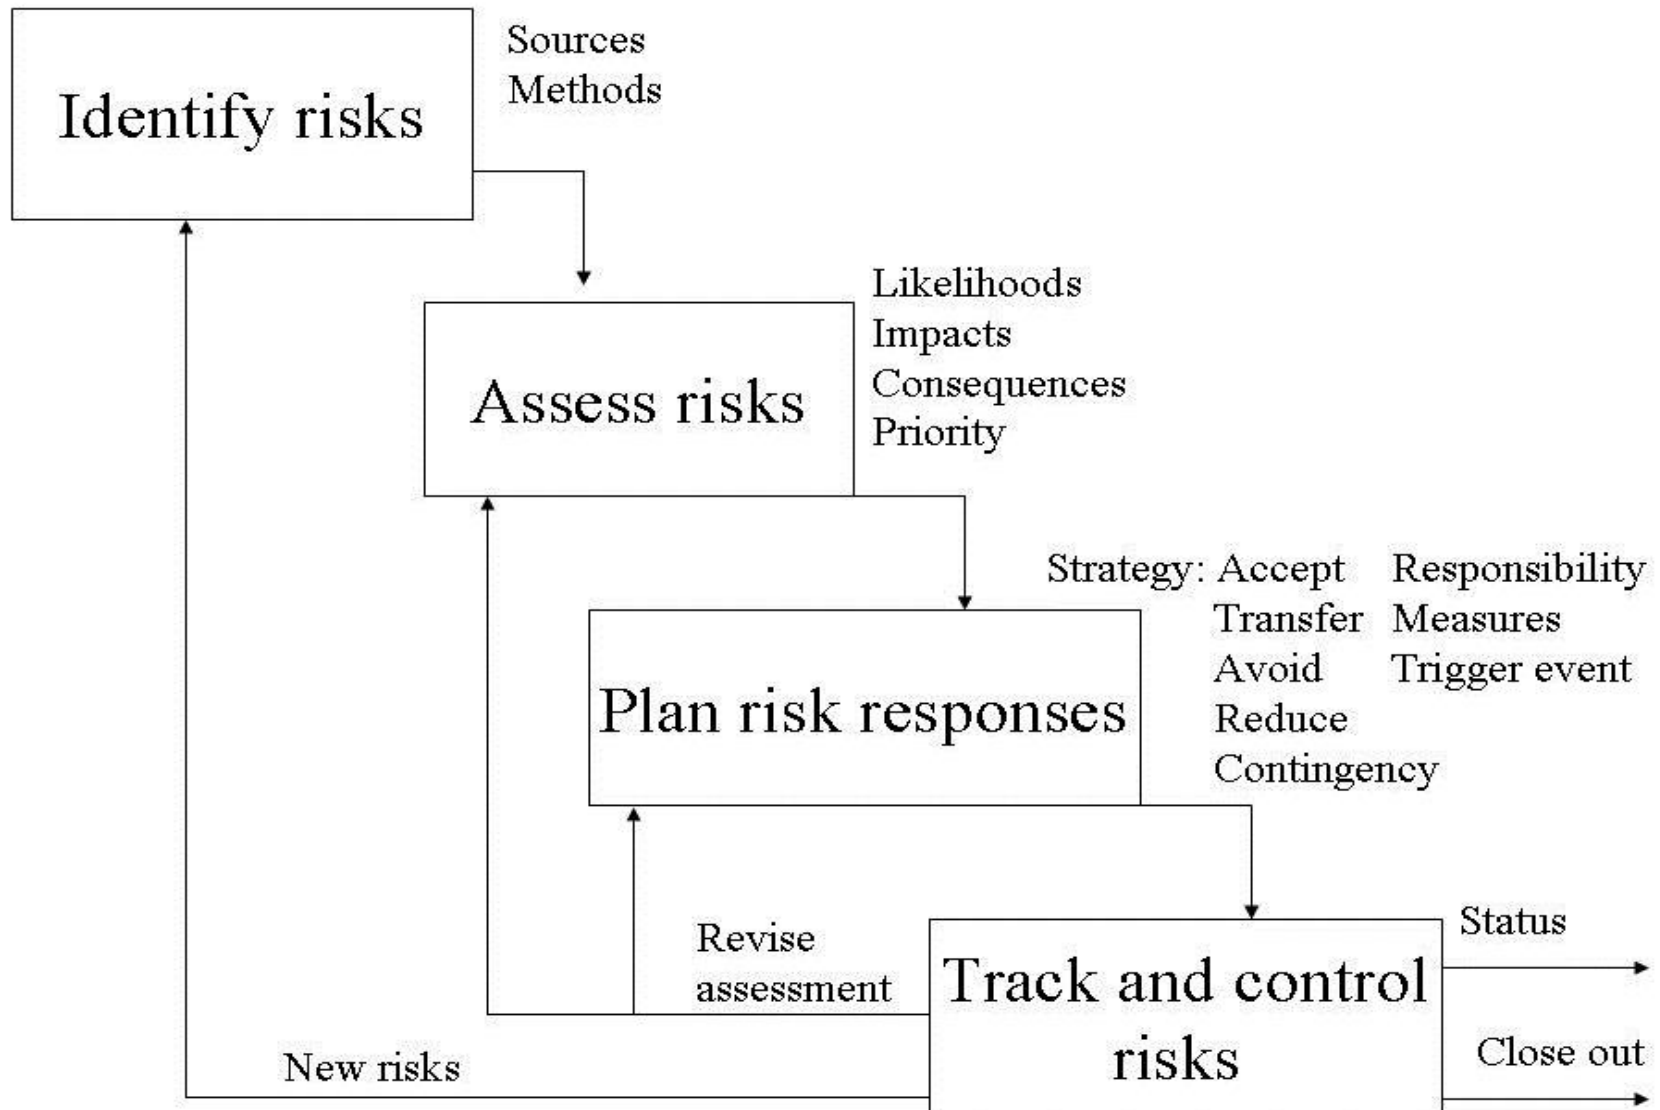 Sources
Methods
Identify risks
Likelihoods
Impacts
Consequences
Priority
Assess risks
Strategy: Accept Responsibility
Transfer Measures
Avoid Trigger event
Reduce
Contingency
Plan risk responses
Revise
assessment
Status
Track and control
risks
Close out
New risks